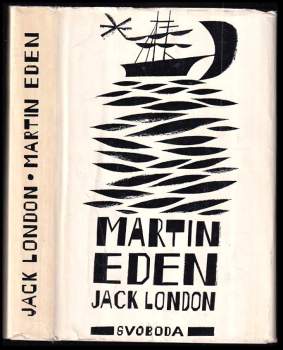 JACK LONDON • MARTIN EDEN
MARTIN
EDEN
JACK LONDON
SVOBODA